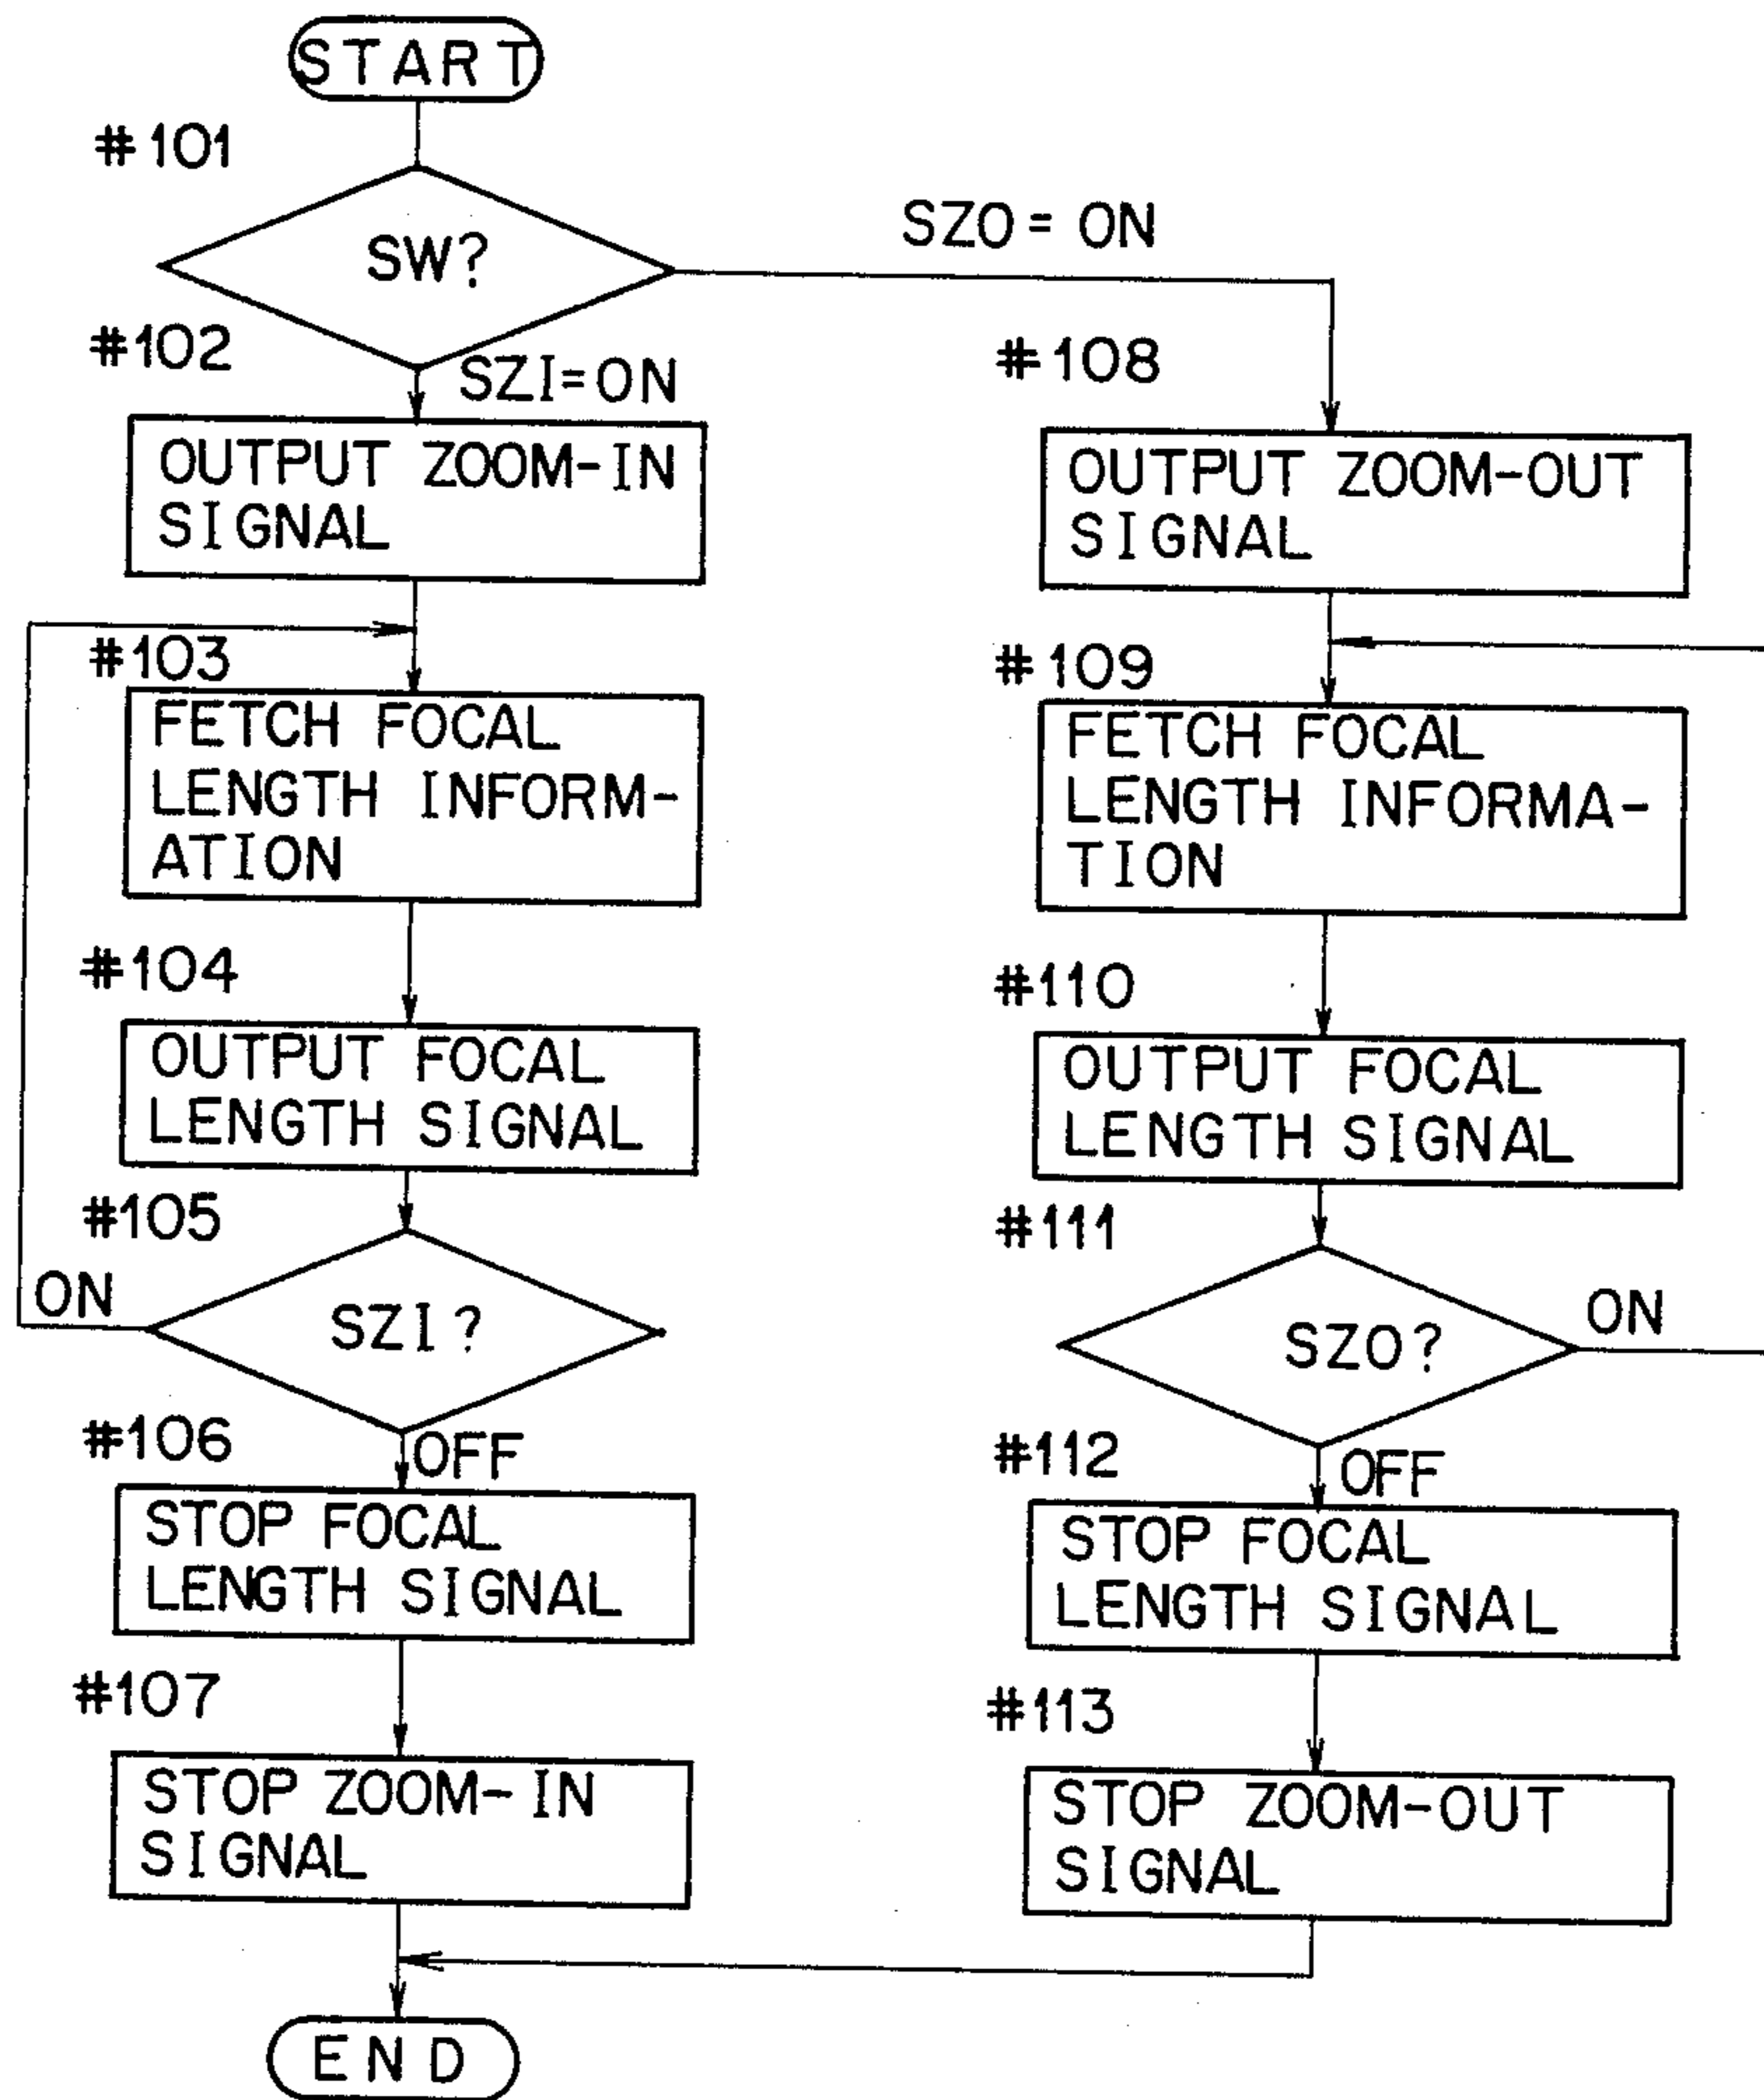 START
#101
SW?
SZO = ON
#102
SZI=ON
OUTPUT ZOOM-IN
SIGNAL
#103
FETCH FOCAL
LENGTH INFORM-
ATION
#104
OUTPUT FOCAL
LENGTH SIGNAL
#105
ON
SZI?
#106
OFF
STOP FOCAL
LENGTH SIGNAL
#107
STOP ZOOM-IN
SIGNAL
#108
OUTPUT ZOOM-OUT
SIGNAL
#109
FETCH FOCAL
LENGTH INFORMA-
TION
#110
OUTPUT FOCAL
LENGTH SIGNAL
#111
SZO?
ON
#112
OFF
STOP FOCAL
LENGTH SIGNAL
#113
STOP ZOOM-OUT
SIGNAL
END